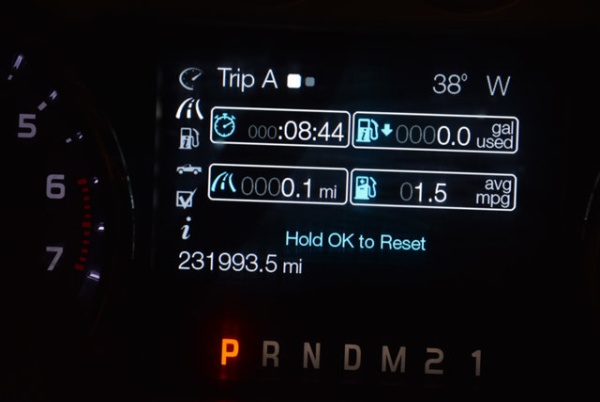 Trip A 38° W
000:08:44 0000.0 gal used
0000.1 mi 01.5 avg mpg
Hold OK to Reset
231993.5 mi
5
6
7
P R N D M 2 1